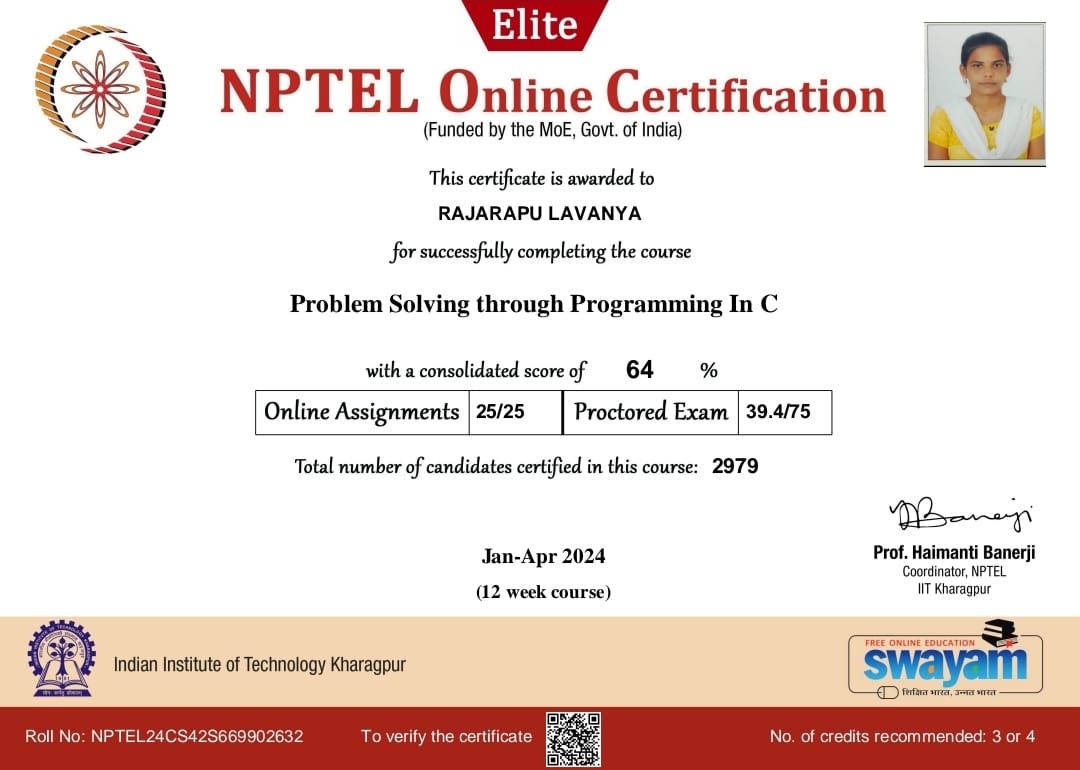 Elite
NPTEL Online Certification
(Funded by the MoE, Govt. of India)
This certificate is awarded to
RAJARAPU LAVANYA
for successfully completing the course
Problem Solving through Programming In C
with a consolidated score of 64 %
Online Assignments 25/25 Proctored Exam 39.4/75
Total number of candidates certified in this course: 2979
Jan-Apr 2024
(12 week course)
Prof. Haimanti Banerji
Coordinator, NPTEL
IIT Kharagpur
Indian Institute of Technology Kharagpur
FREE ONLINE EDUCATION
swayam
शिक्षित भारत, उन्नत भारत
Roll No: NPTEL24CS42S669902632 To verify the certificate No. of credits recommended: 3 or 4